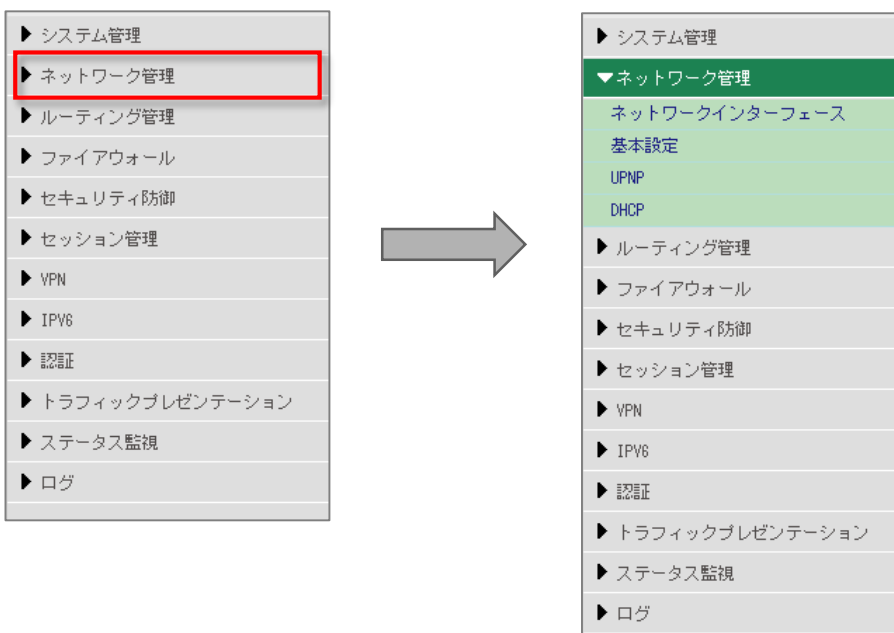 システム管理
ネットワーク管理
ルーティング管理
ファイアウォール
セキュリティ防御
セッション管理
VPN
IPV6
認証
トラフィックプレゼンテーション
ステータス監視
ログ
システム管理
ネットワーク管理
ネットワークインターフェース
基本設定
UPNP
DHCP
ルーティング管理
ファイアウォール
セキュリティ防御
セッション管理
VPN
IPV6
認証
トラフィックプレゼンテーション
ステータス監視
ログ